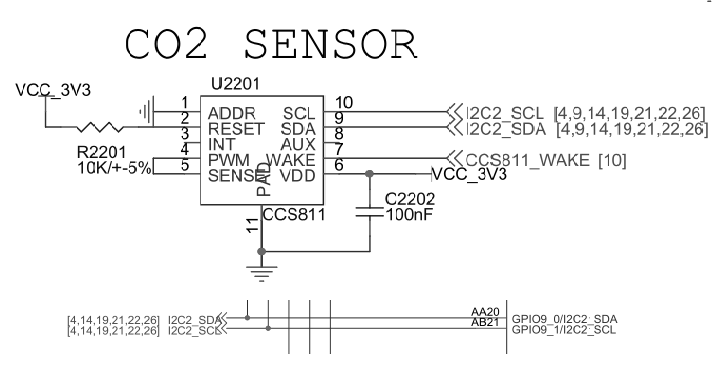 CO2 SENSOR
U2201
VCC_3V3
1 ADDR SCL 10 I2C2_SCL [4,9,14,19,21,22,26]
2 RESET SDA 9 I2C2_SDA [4,9,14,19,21,22,26]
3 INT AUX 8
R2201 4 PWM WAKE 7 CCS811_WAKE [10]
10K/+-5% 5 SENSE VDD 6 VCC_3V3
PAD
CCS811
C2202
100nF
11
AA20
[4,14,19,21,22,26] I2C2_SDA GPIO9_0/I2C2_SDA
AB21
[4,14,19,21,22,26] I2C2_SCL GPIO9_1/I2C2_SCL